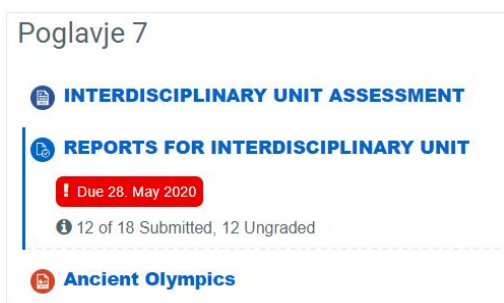 Poglavje 7
INTERDISCIPLINARY UNIT ASSESSMENT
REPORTS FOR INTERDISCIPLINARY UNIT
! Due 28. May 2020
12 of 18 Submitted, 12 Ungraded
Ancient Olympics